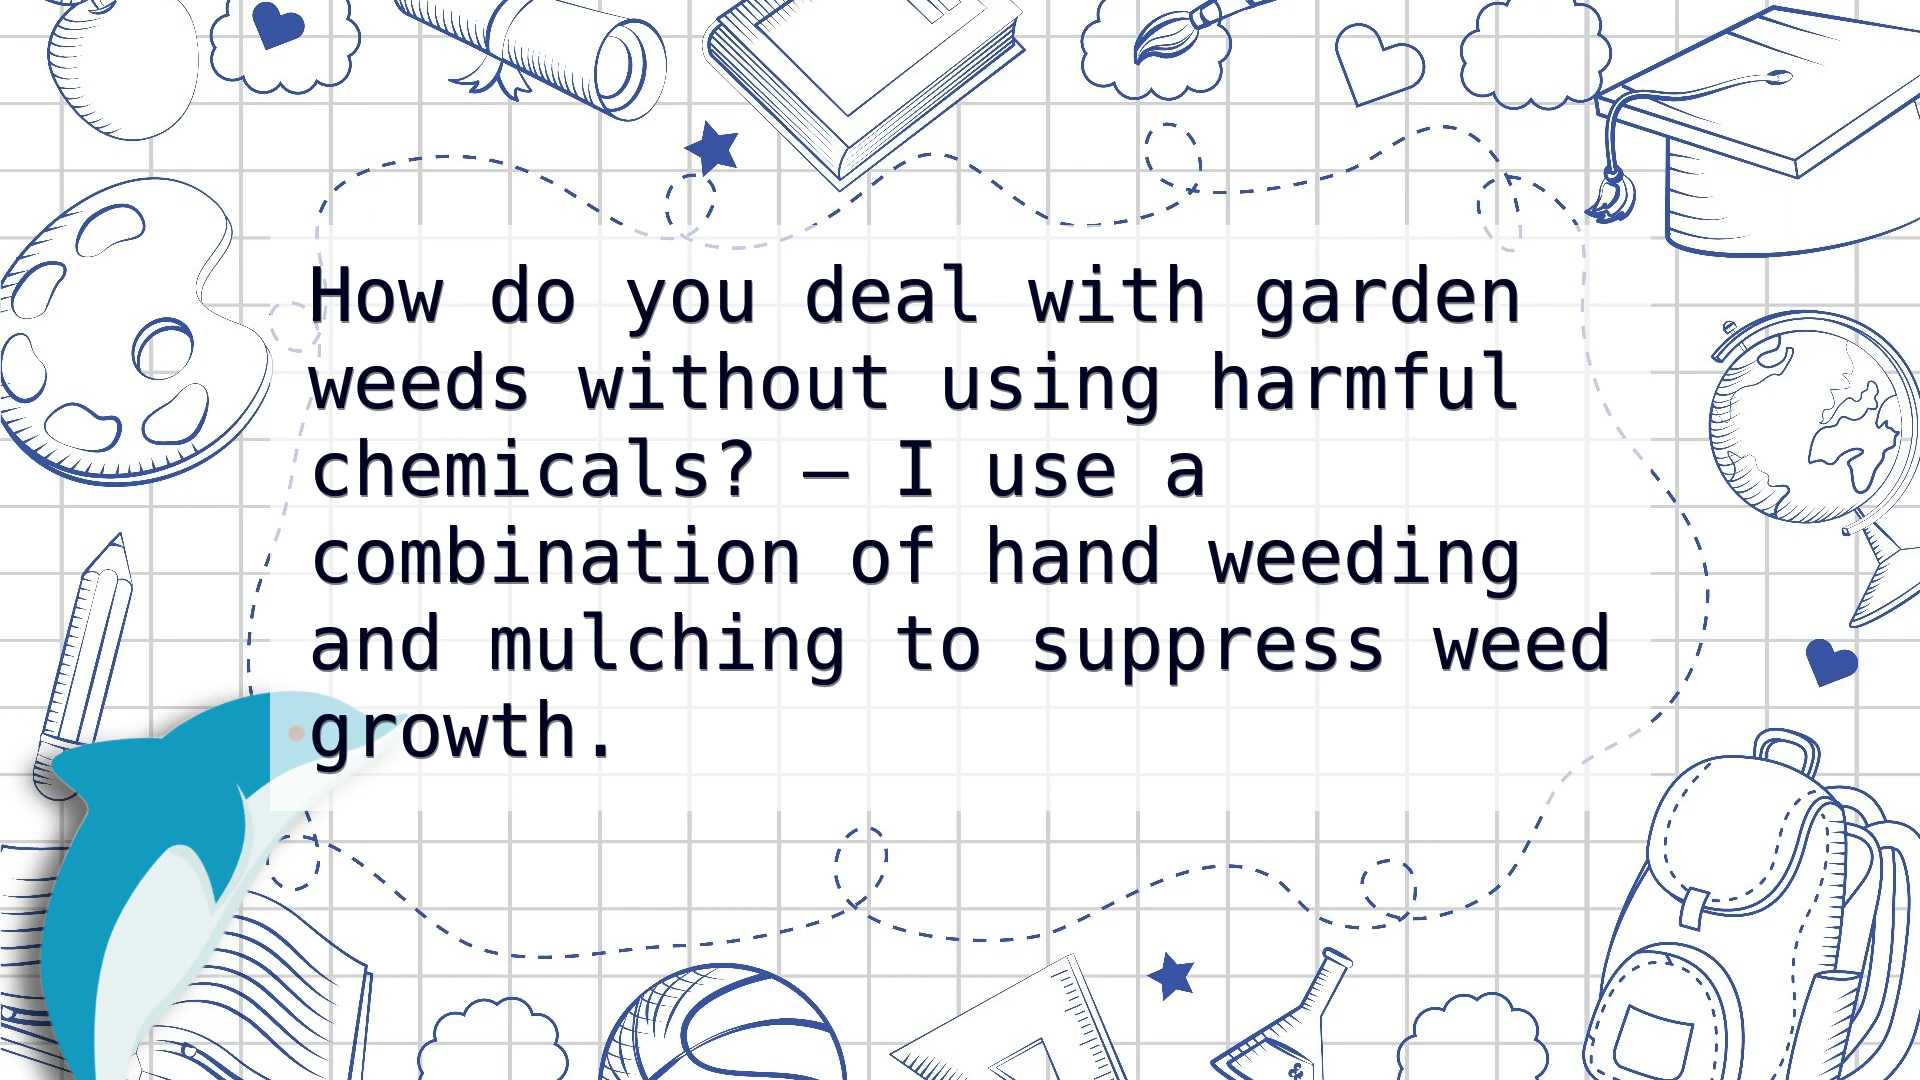 How do you deal with garden
weeds without using harmful
chemicals? – I use a
combination of hand weeding
and mulching to suppress weed
growth.